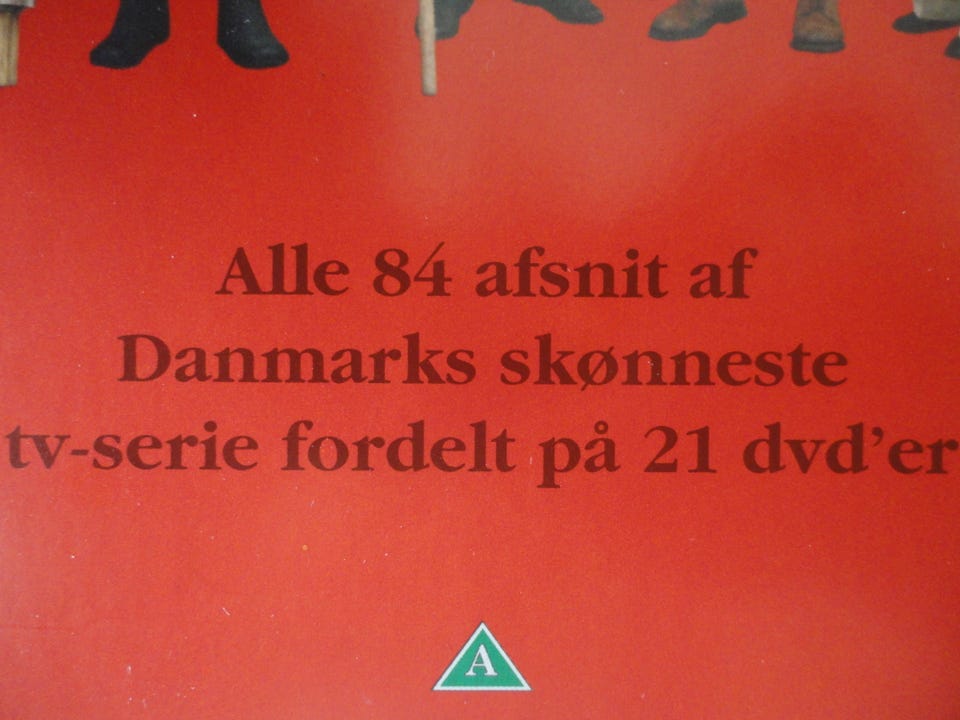 Alle 84 afsnit af
Danmarks skønneste
tv-serie fordelt på 21 dvd'er
A